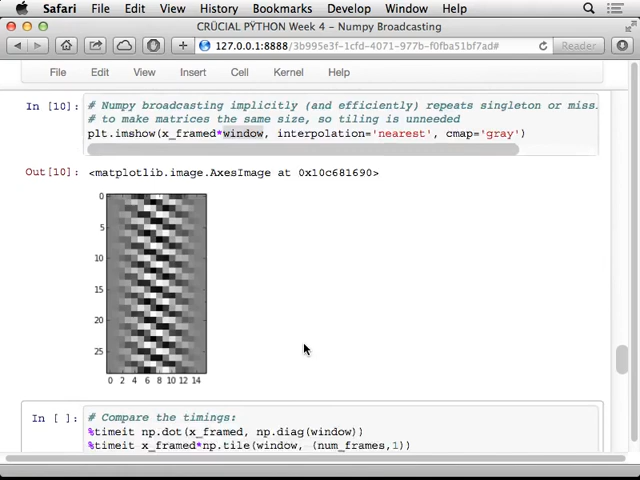 Safari File Edit View History Bookmarks Develop Window Help
CRÜCIAL PŸTHON Week 4 - Numpy Broadcasting
127.0.0.1:8888/3b995e3f-1cfd-4071-977b-f0fba51bf7ad# Reader
File Edit View Insert Cell Kernel Help
In [10]: # Numpy broadcasting implicitly (and efficiently) repeats singleton or miss
# to make matrices the same size, so tiling is unneeded
plt.imshow(x_framed*window, interpolation='nearest', cmap='gray')
Out[10]: <matplotlib.image.AxesImage at 0x10c681690>
0
5
10
15
20
25
0 2 4 6 8 10 12 14
In [ ]: # Compare the timings:
%timeit np.dot(x_framed, np.diag(window))
%timeit x_framed*np.tile(window, (num_frames,1))